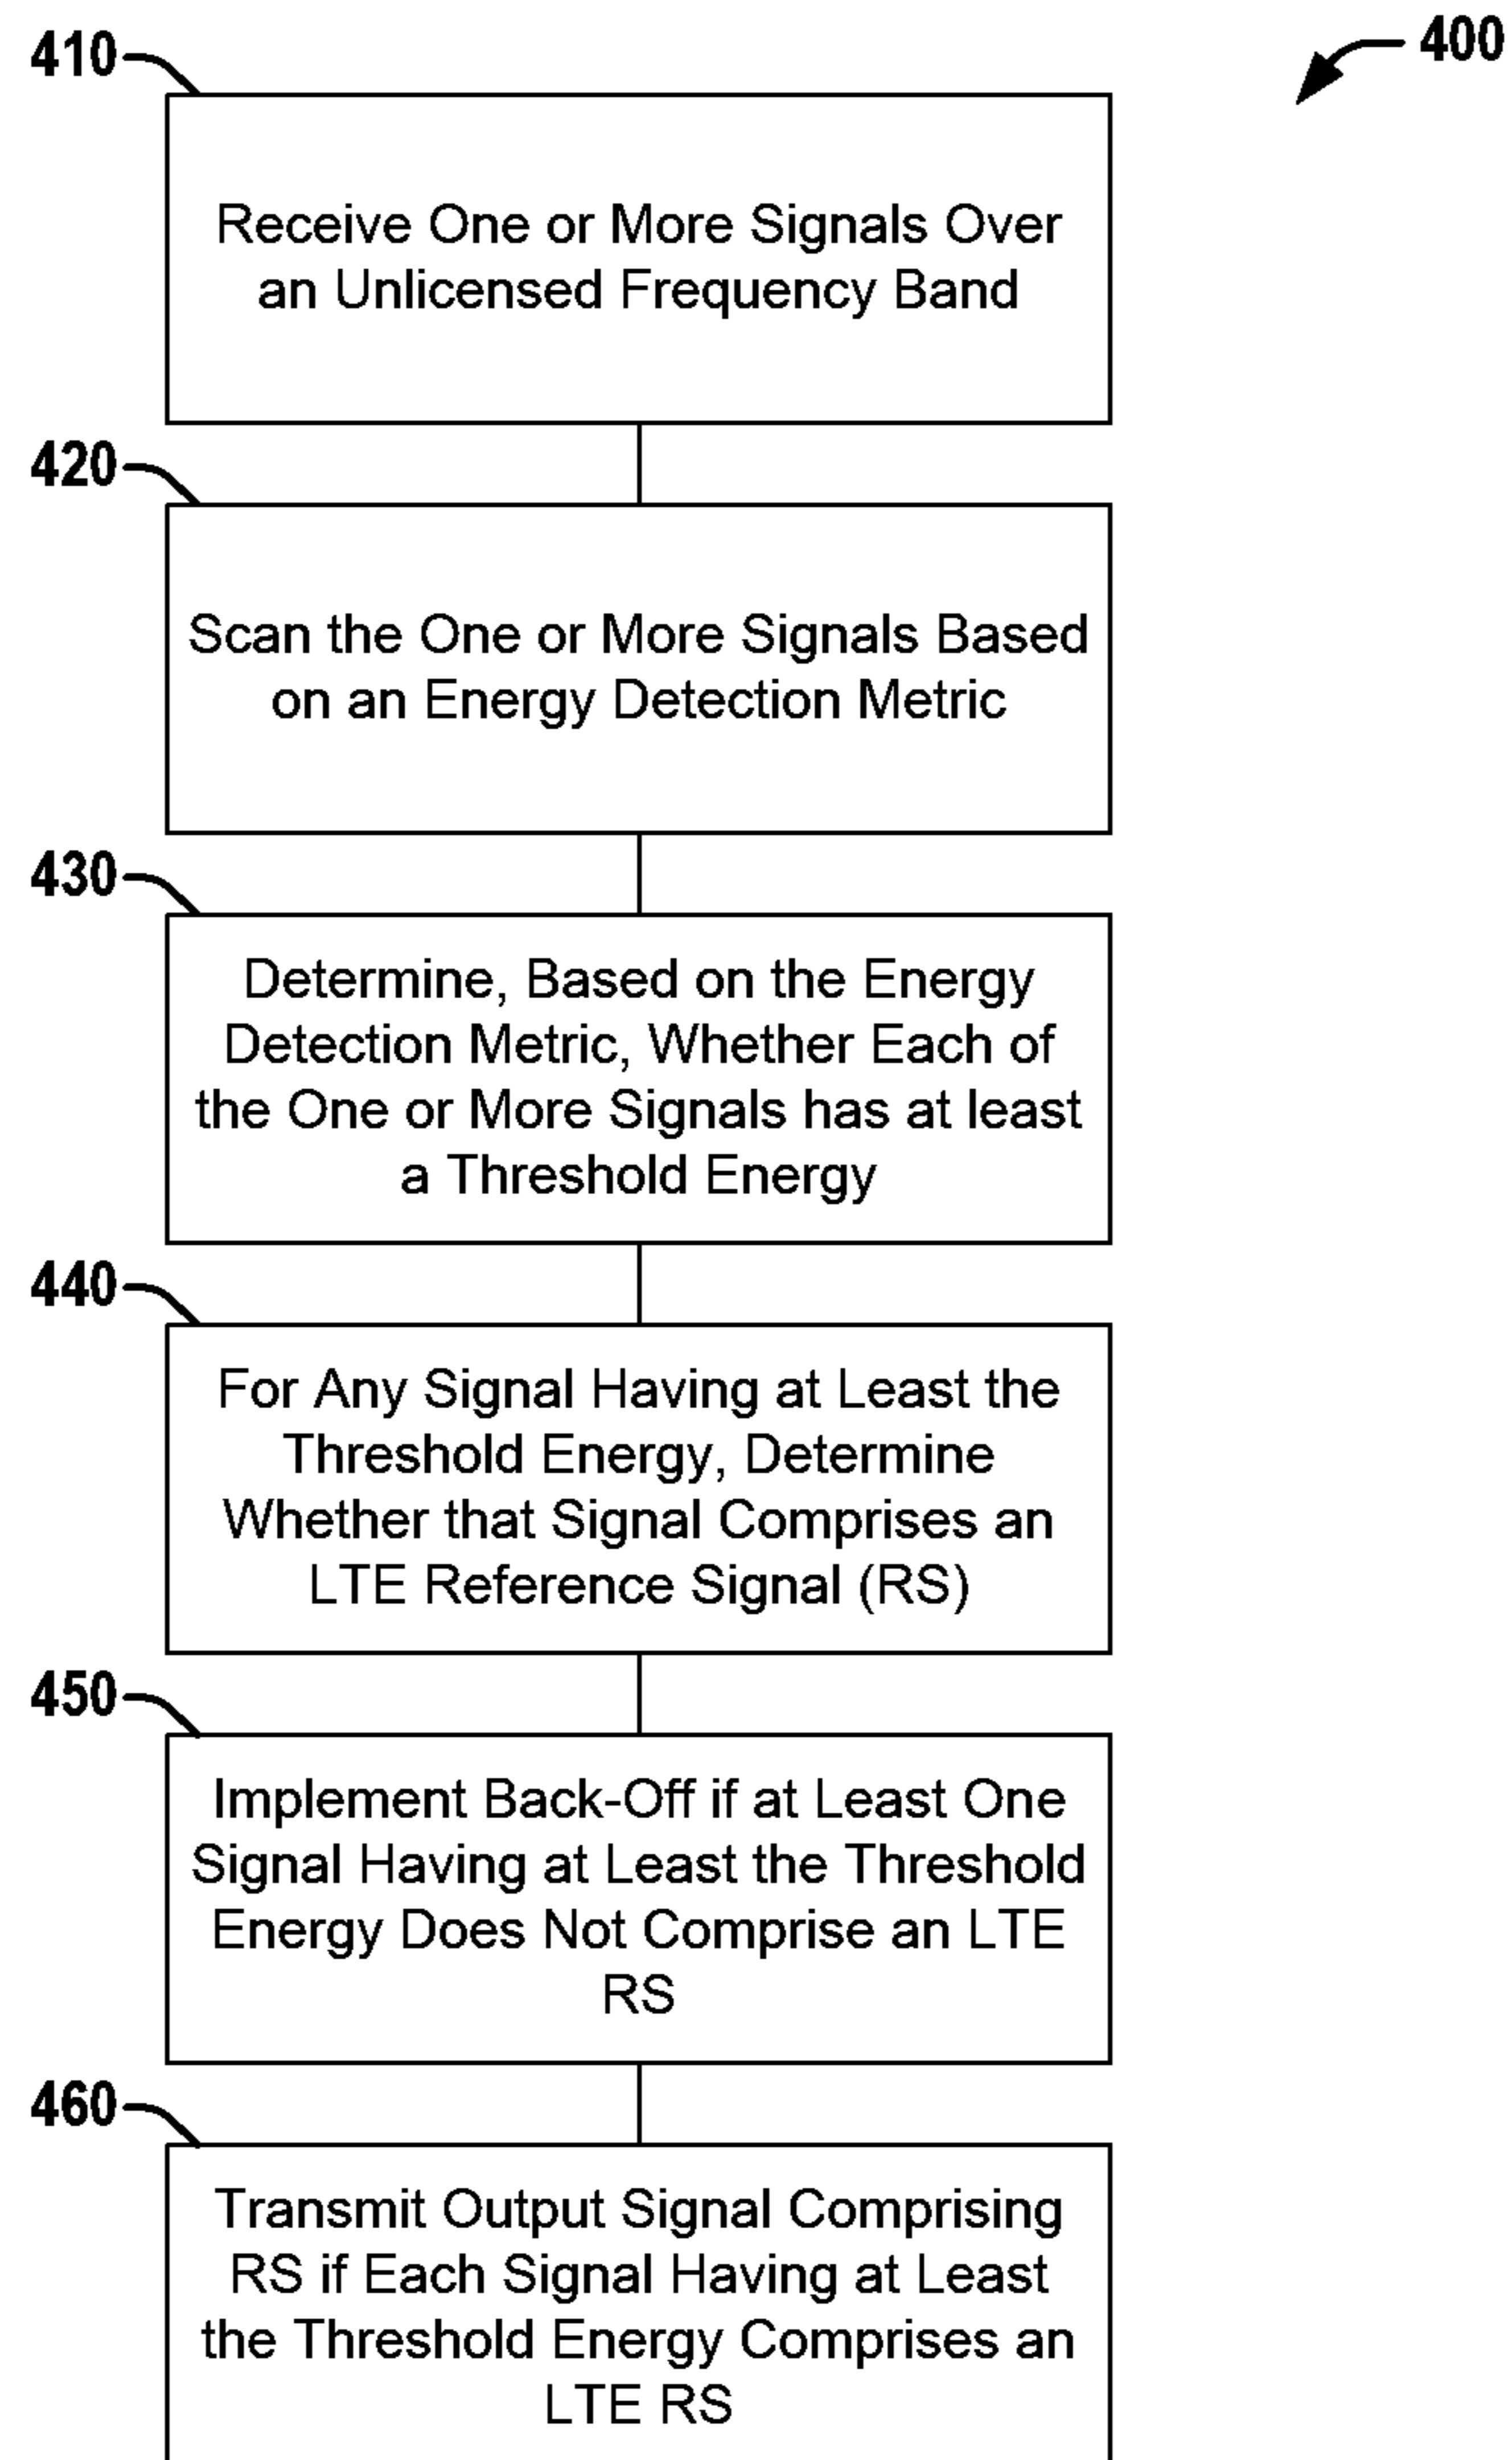 400
410
Receive One or More Signals Over
an Unlicensed Frequency Band
420
Scan the One or More Signals Based
on an Energy Detection Metric
430
Determine, Based on the Energy
Detection Metric, Whether Each of
the One or More Signals has at least
a Threshold Energy
440
For Any Signal Having at Least the
Threshold Energy, Determine
Whether that Signal Comprises an
LTE Reference Signal (RS)
450
Implement Back-Off if at Least One
Signal Having at Least the Threshold
Energy Does Not Comprise an LTE
RS
460
Transmit Output Signal Comprising
RS if Each Signal Having at Least
the Threshold Energy Comprises an
LTE RS